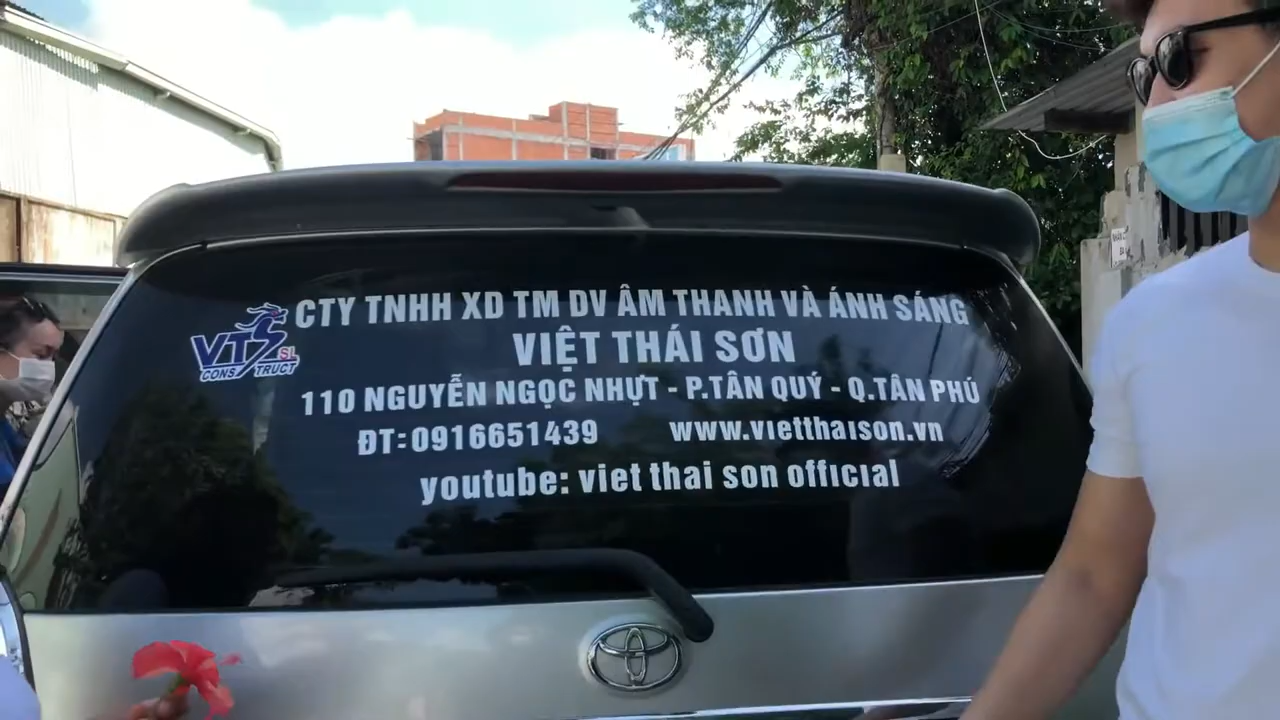 CTY TNHH XD TM DV ÂM THANH VÀ ÁNH SÁNG
VIỆT THÁI SƠN
110 NGUYỄN NGỌC NHỰT - P.TÂN QUÝ - Q.TÂN PHÚ
ĐT:0916651439 www.vietthaison.vn
youtube: viet thai son official
VTS SL
CONSTRUCT